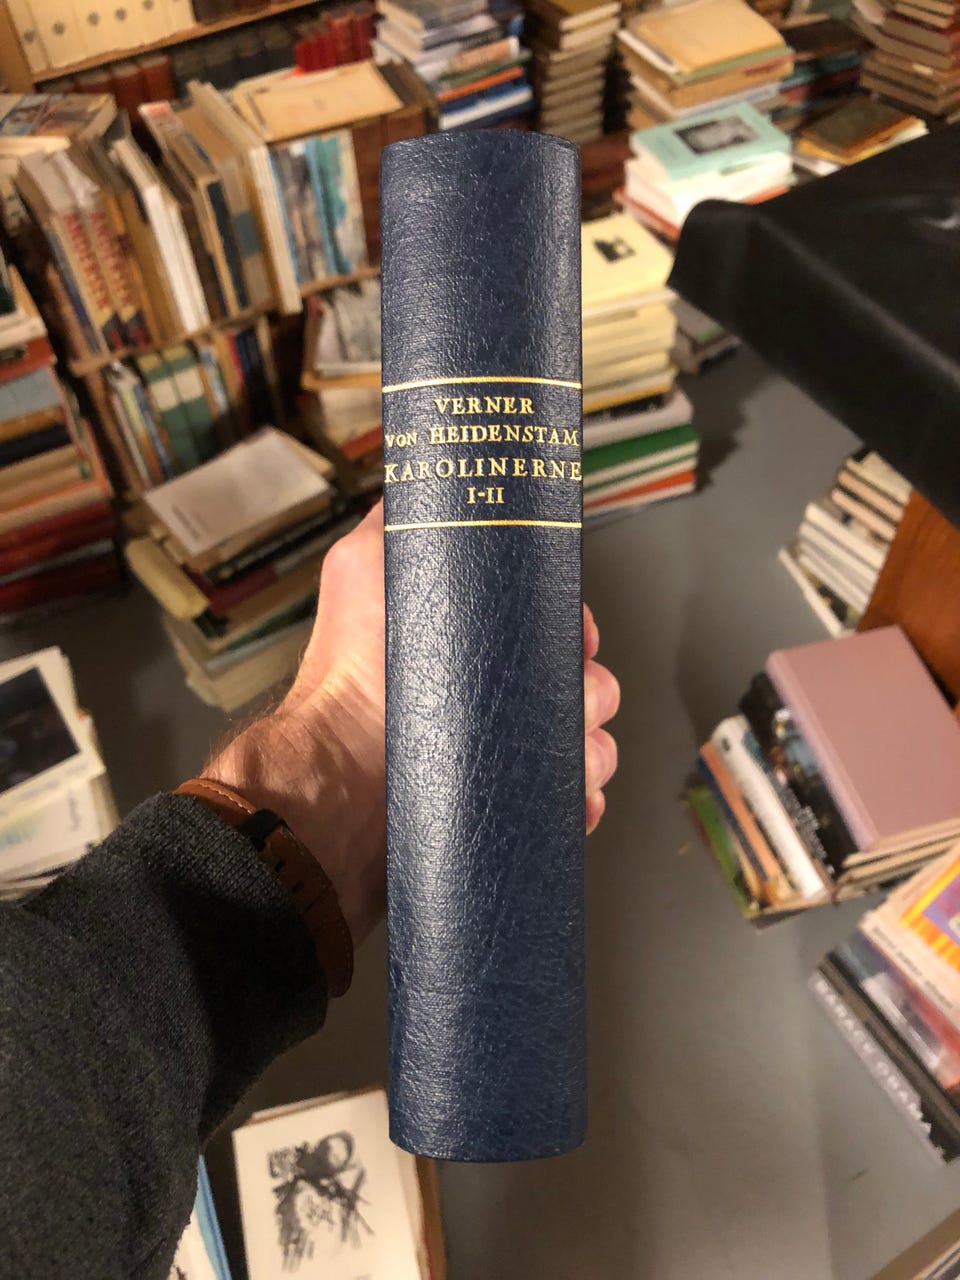 VERNER
VON HEIDENSTAM
KAROLINERNE
I-II